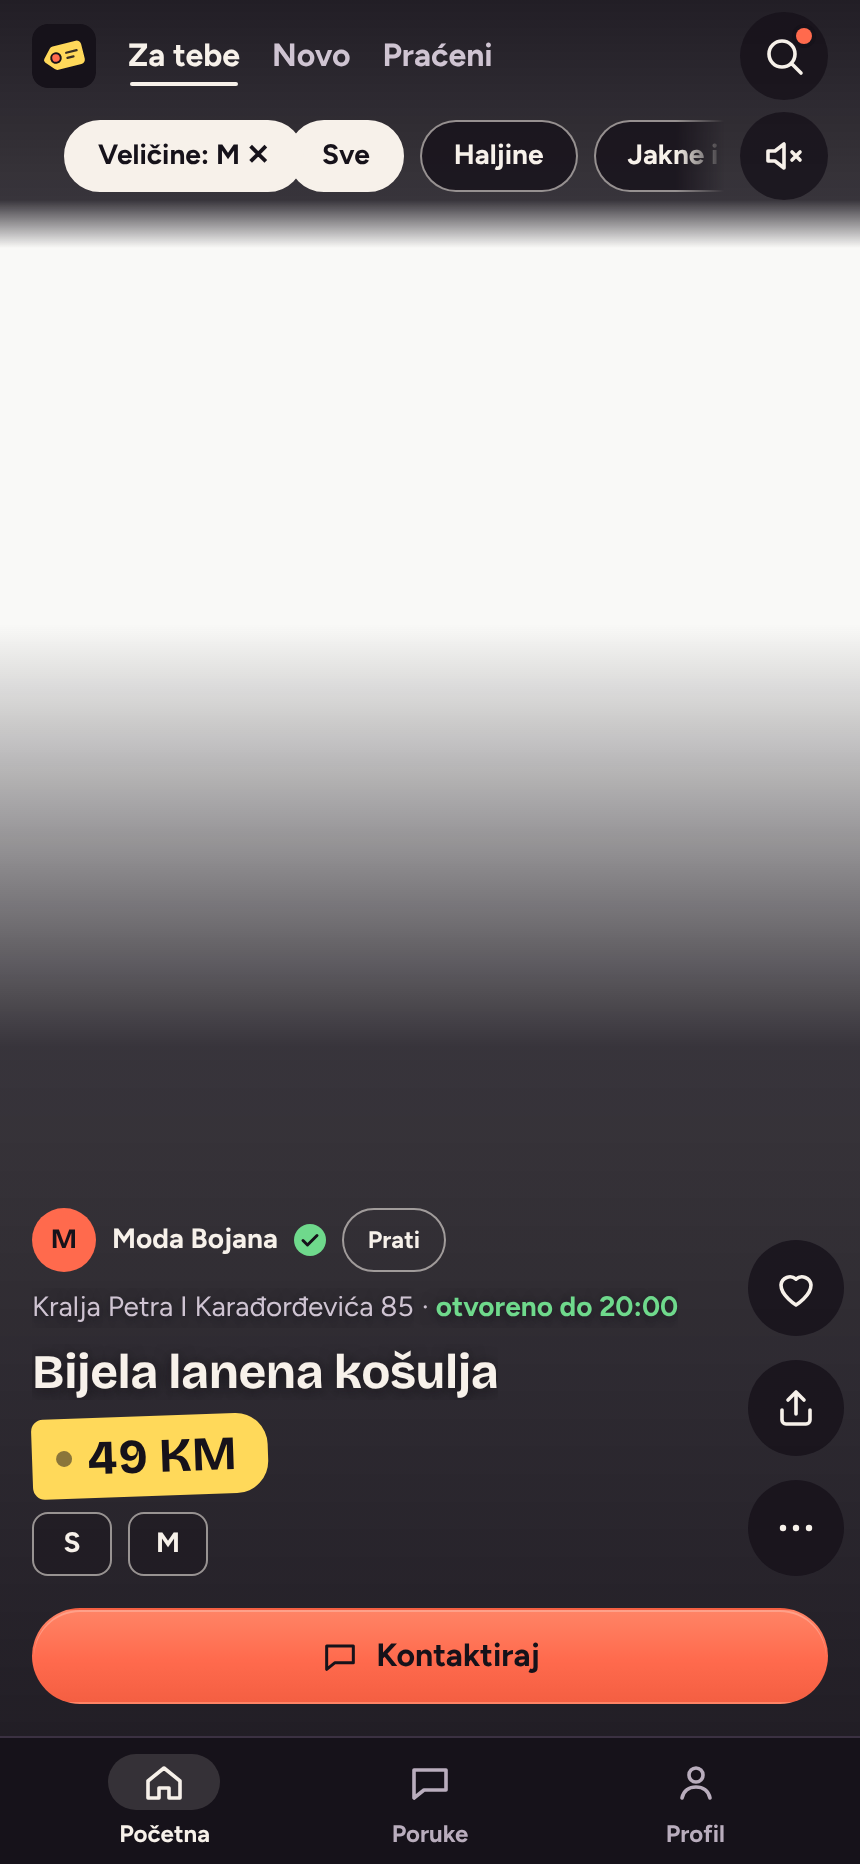 Za tebe Novo Praćeni
Veličine: M ✕ Sve Haljine Jakne i
M Moda Bojana Prati
Kralja Petra I Karađorđevića 85 · otvoreno do 20:00
Bijela lanena košulja
49 KM
S M
Kontaktiraj
Početna Poruke Profil